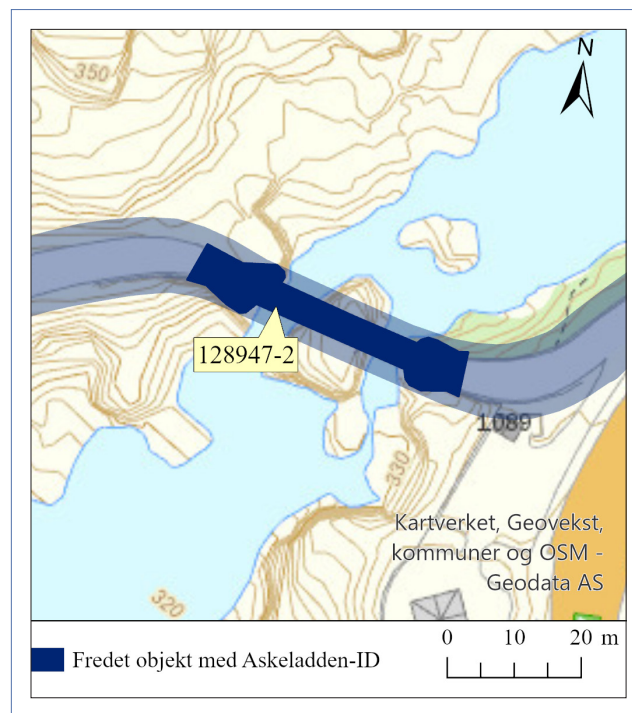 350
N
128947-2
1089
330
Kartverket, Geovekst,
kommuner og OSM -
Geodata AS
320
Fredet objekt med Askeladden-ID
0 10 20 m